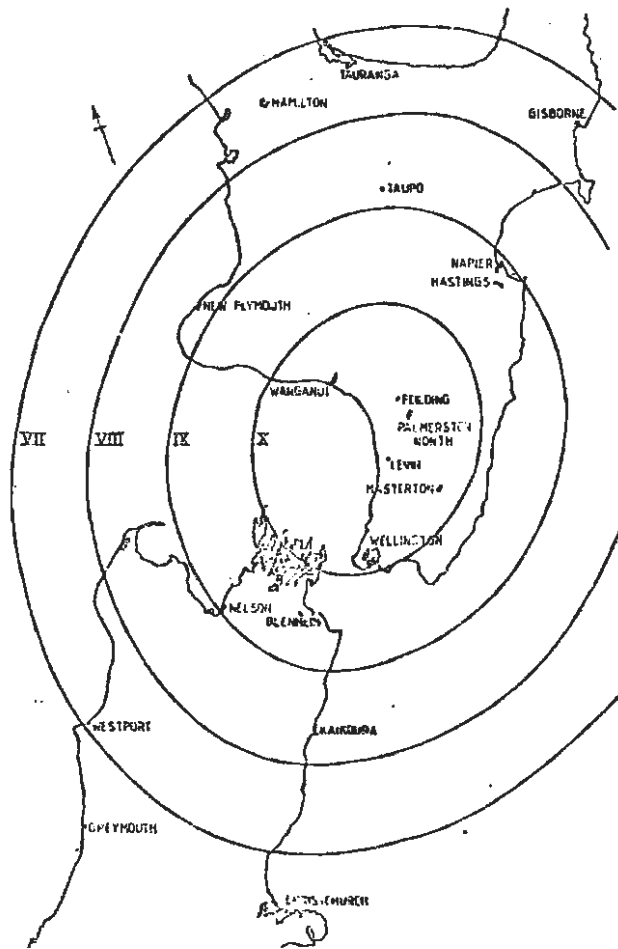 TAURANGA
HAMILTON
GISBORNE
TAUPO
NAPIER
HASTINGS
NEW PLYMOUTH
WANGANUI
FEILDING
PALMERSTON
NORTH
VII VIII IX X
LEVIN
MASTERTON
WELLINGTON
NELSON
WESTPORT
KAIKOURA
GREYMOUTH
CHRISTCHURCH